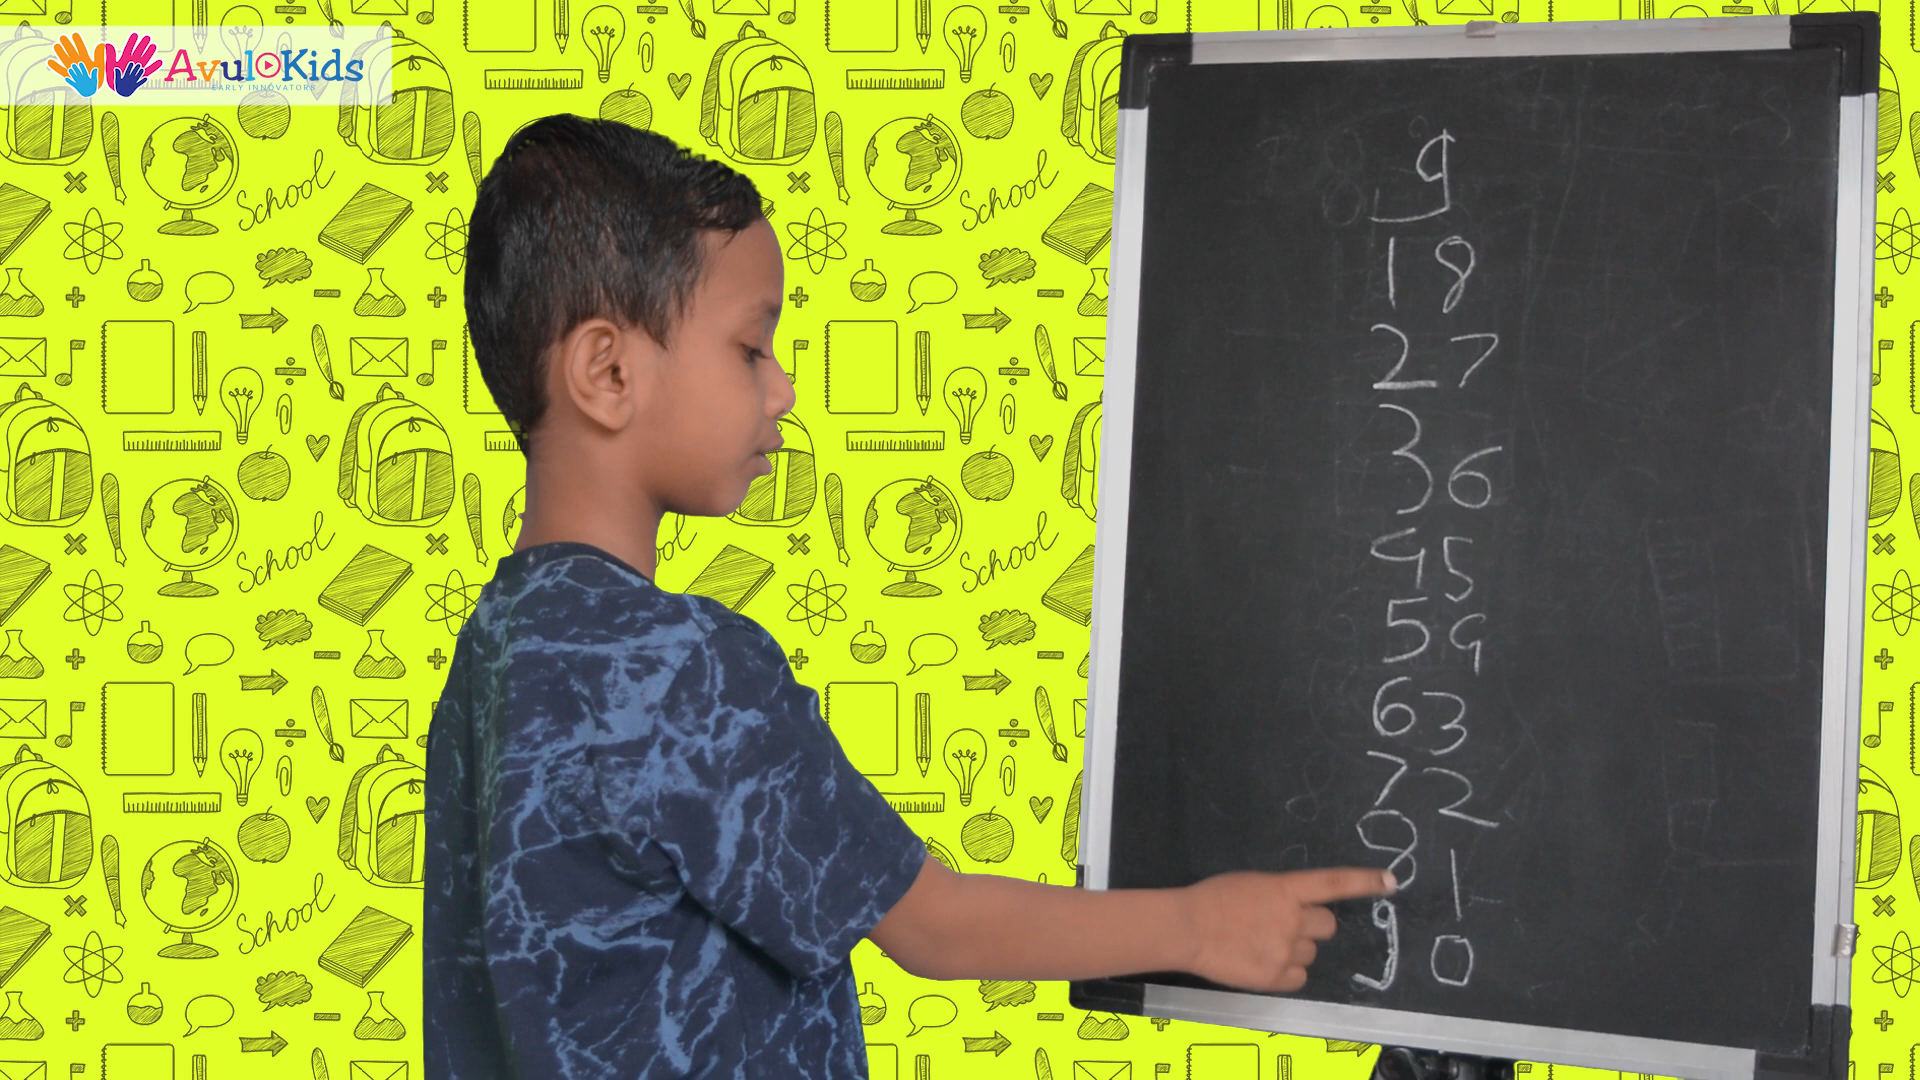 AvuloKids
EARLY INNOVATORS
9
18
27
36
45
54
63
72
81
90
School
School
School
School
School
School